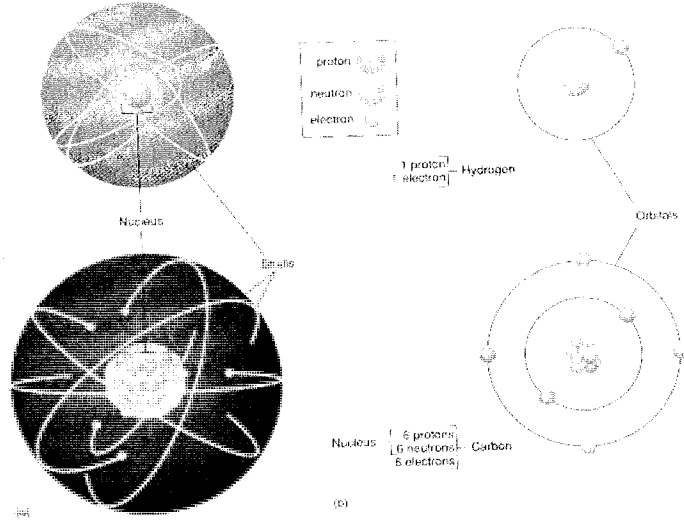 proton
neutron
electron
1 proton
1 electron
Hydrogen
Nucleus
Orbitals
Shells
Nucleus
6 protons
6 neutrons
6 electrons
Carbon
(a)
(b)